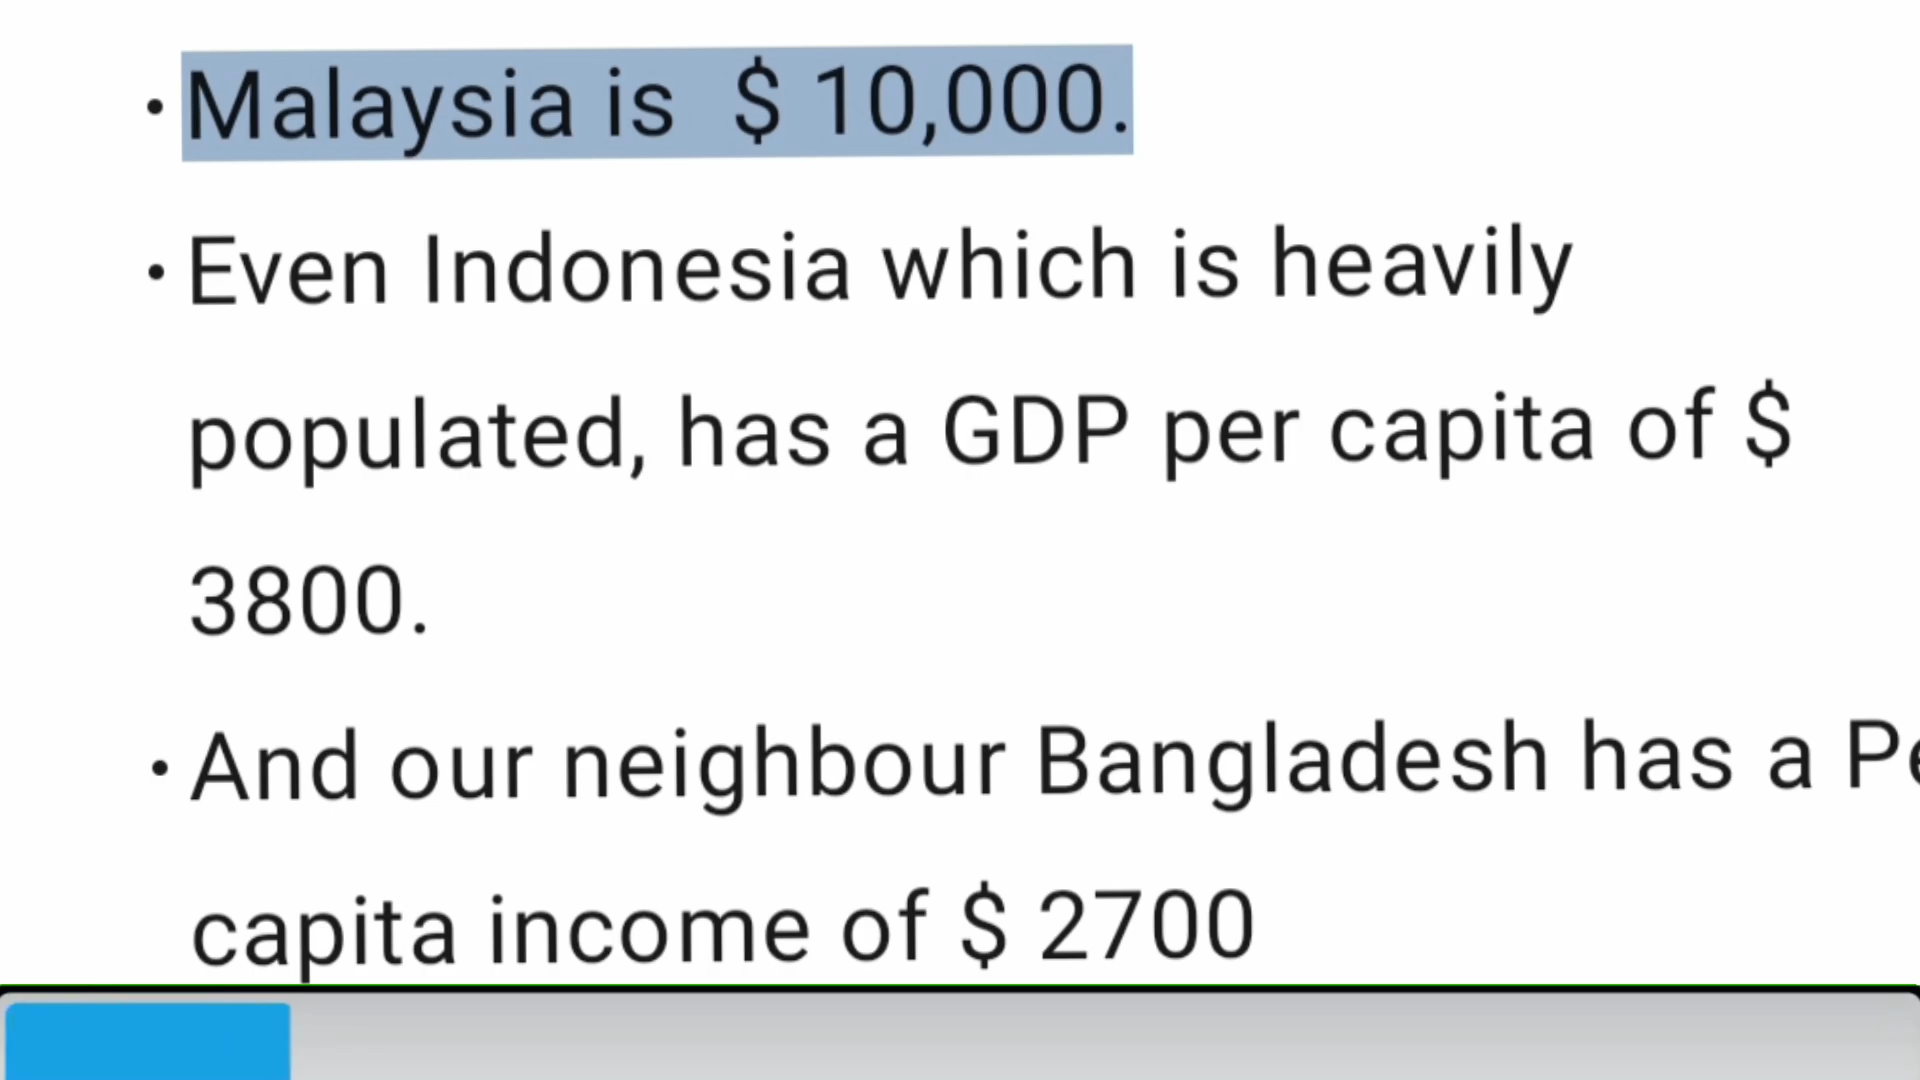 • Malaysia is  $ 10,000.
• Even Indonesia which is heavily
populated, has a GDP per capita of $
3800.
• And our neighbour Bangladesh has a
capita income of $ 2700